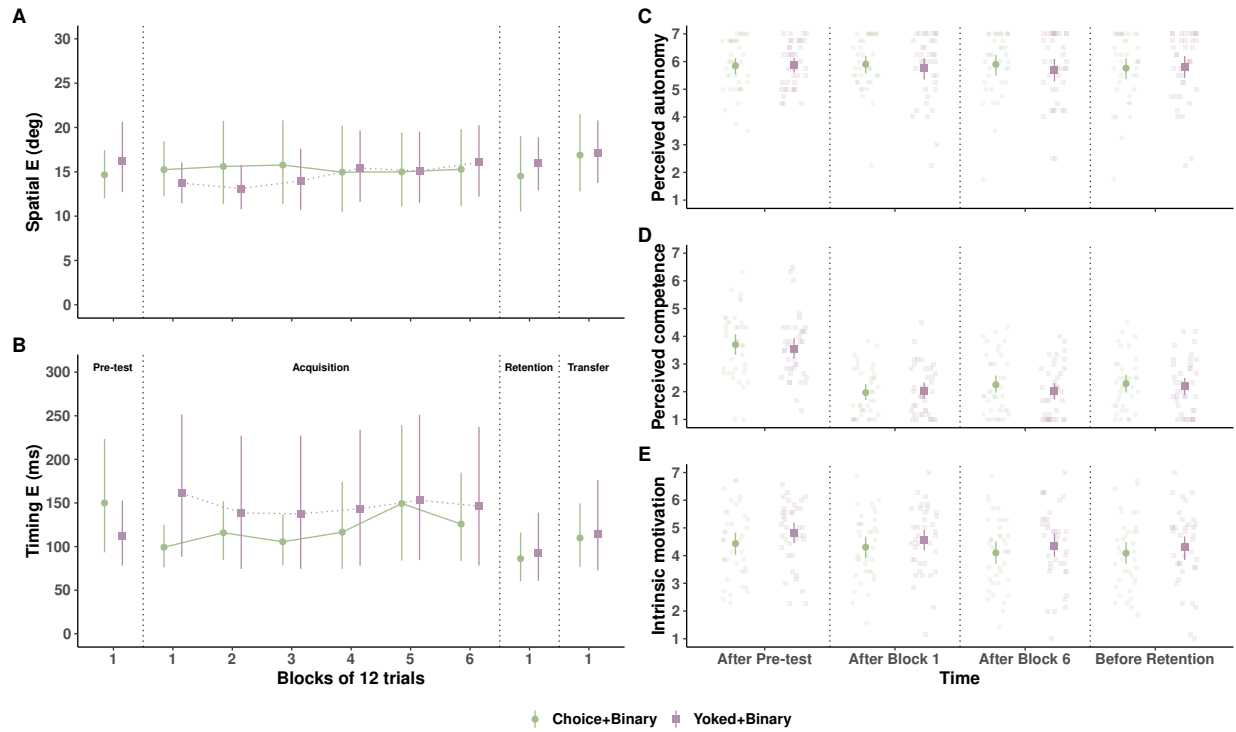 A
Spatial E (deg)
30
25
20
15
10
5
0
B
Timing E (ms)
300
250
200
150
100
50
0
Pre-test
Acquisition
Retention
Transfer
1 1 2 3 4 5 6 1 1
Blocks of 12 trials
C
Perceived autonomy
7
6
5
4
3
2
1
D
Perceived competence
7
6
5
4
3
2
1
E
Intrinsic motivation
7
6
5
4
3
2
1
After Pre-test After Block 1 After Block 6 Before Retention
Time
Choice+Binary Yoked+Binary